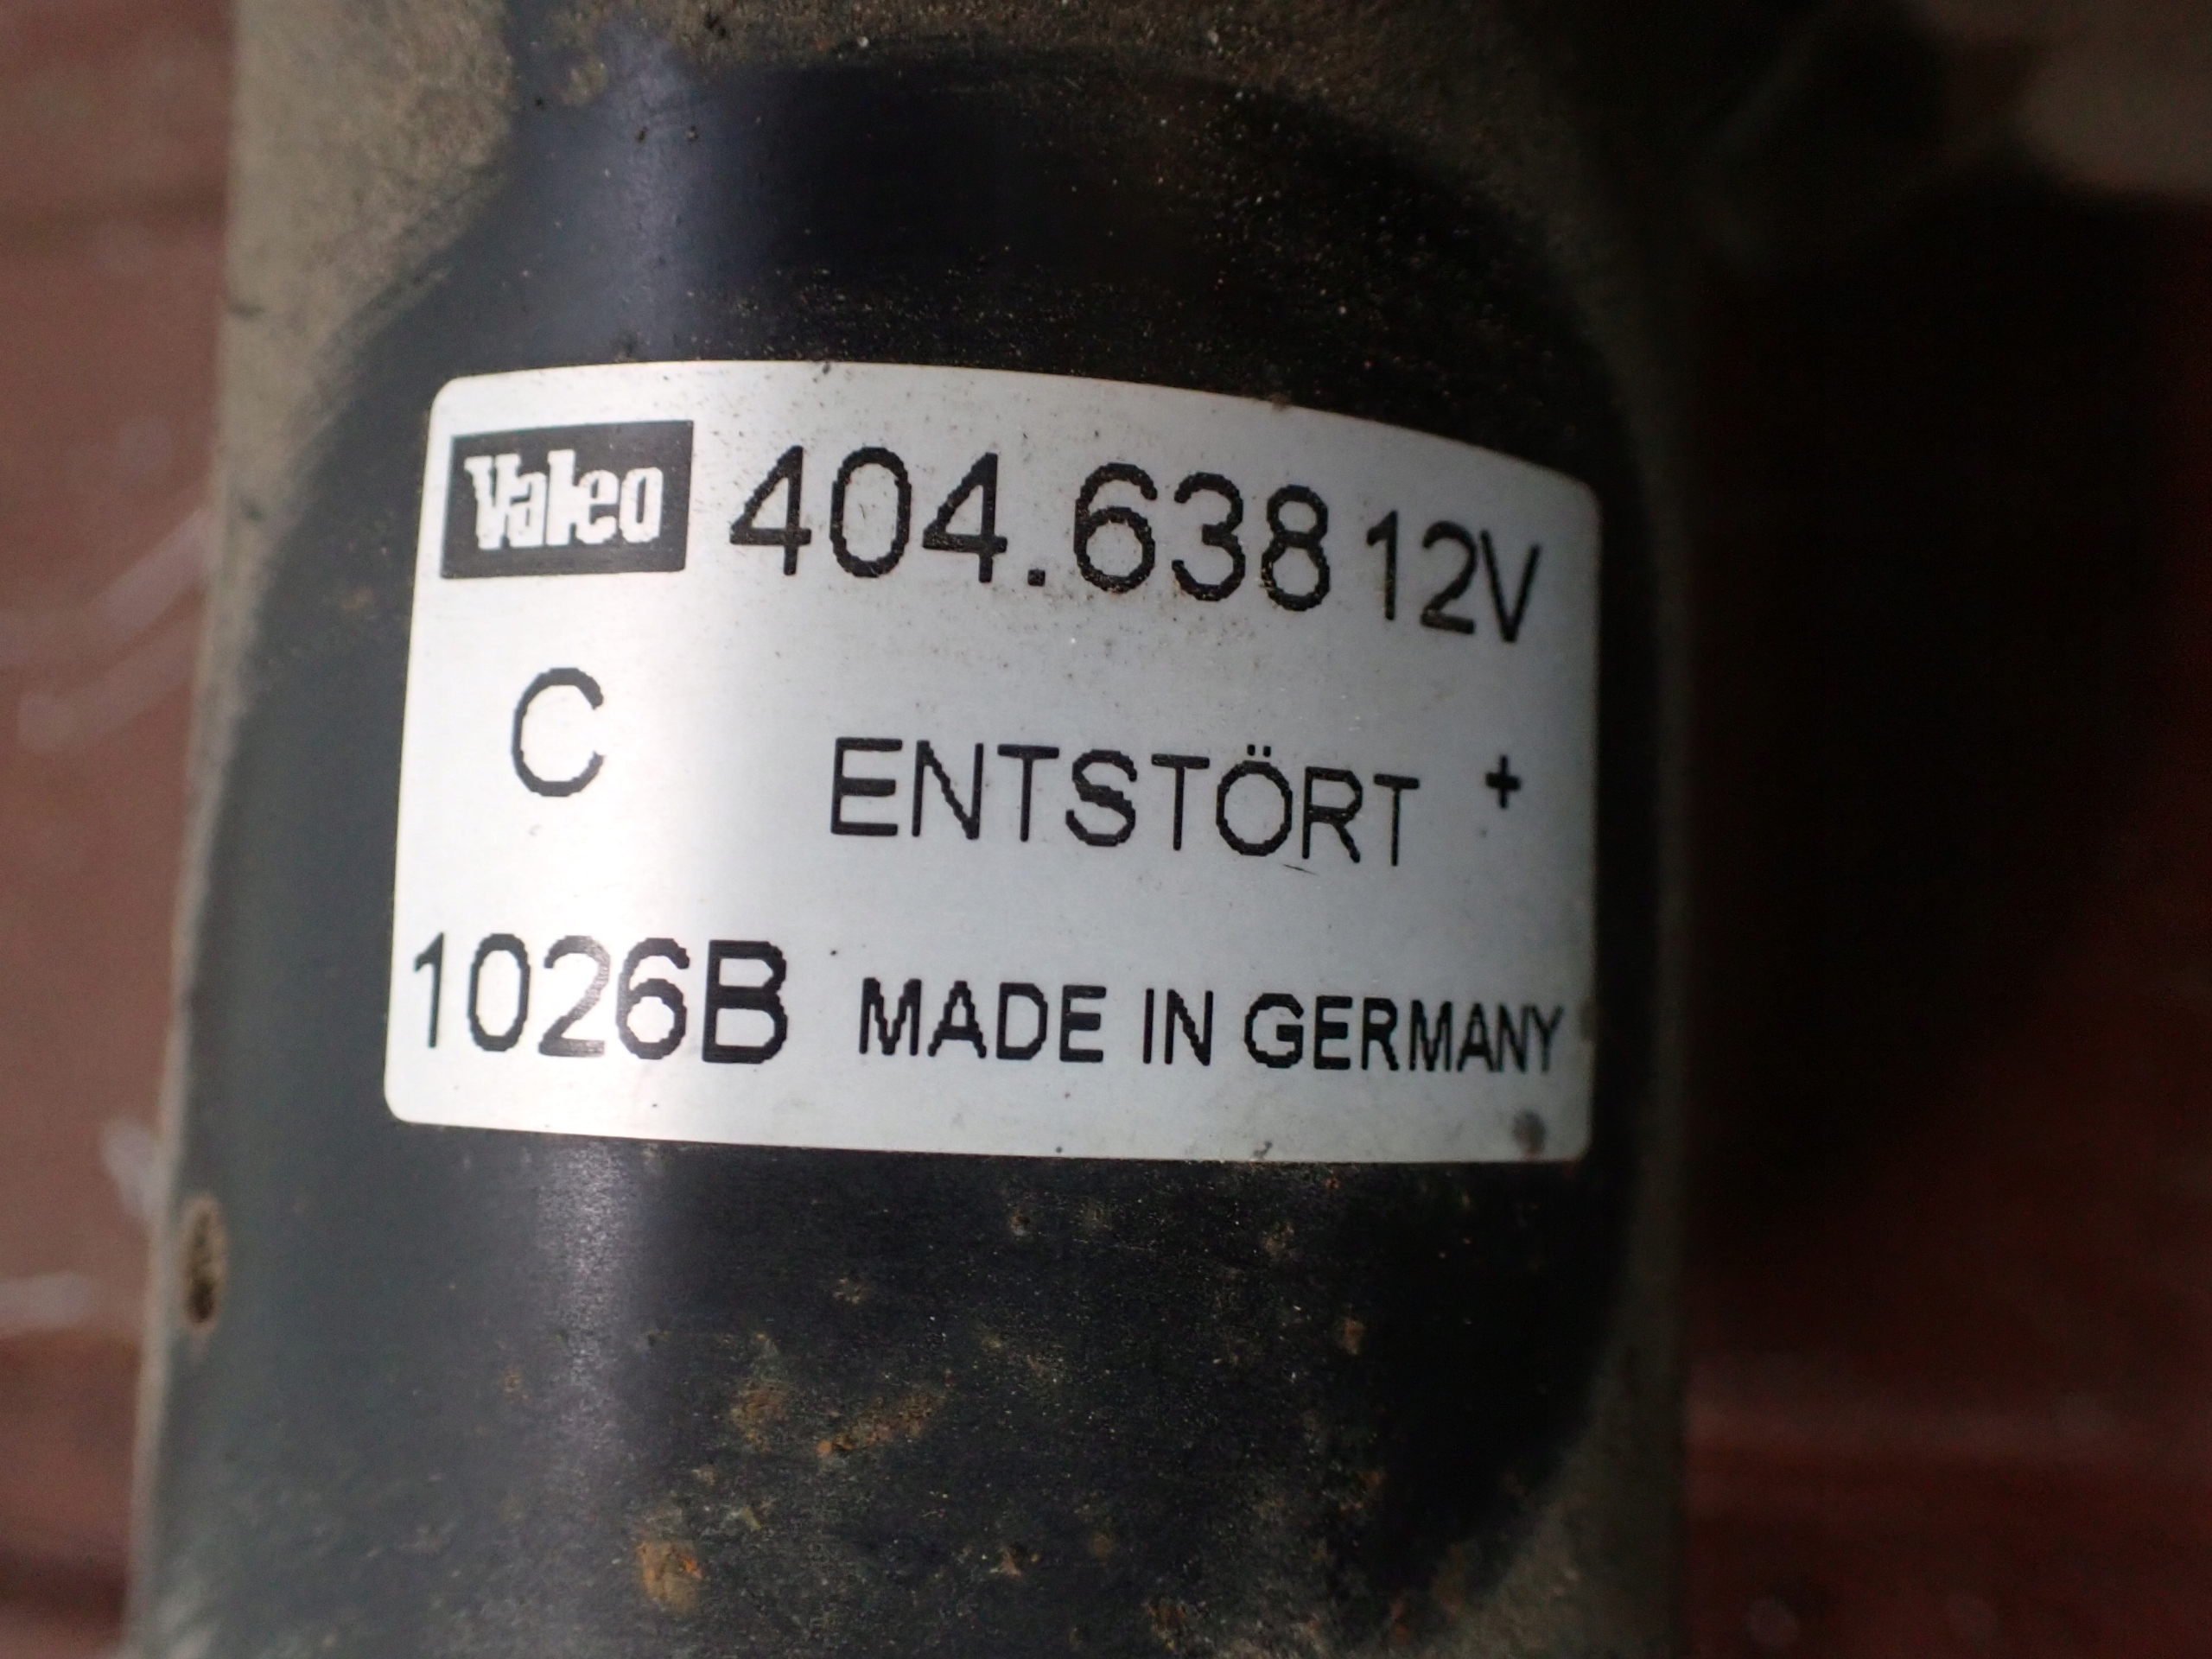 Valeo 404.638 12V
C ENTSTÖRT +
1026B MADE IN GERMANY